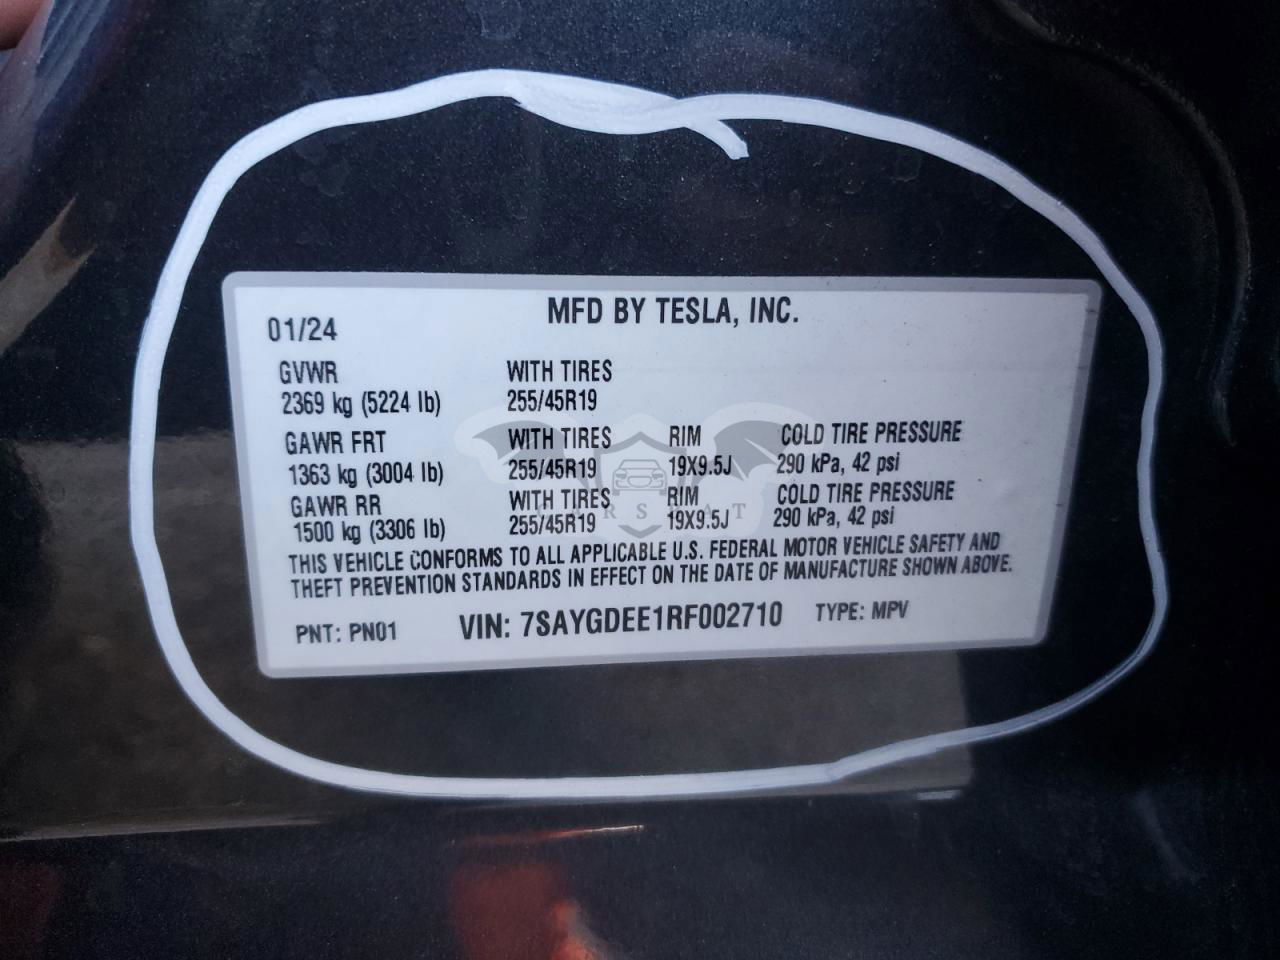 MFD BY TESLA, INC.
01/24
GVWR WITH TIRES
2369 kg (5224 lb) 255/45R19
GAWR FRT WITH TIRES RIM COLD TIRE PRESSURE
1363 kg (3004 lb) 255/45R19 19X9.5J 290 kPa, 42 psi
GAWR RR WITH TIRES RIM COLD TIRE PRESSURE
1500 kg (3306 lb) 255/45R19 19X9.5J 290 kPa, 42 psi
THIS VEHICLE CONFORMS TO ALL APPLICABLE U.S. FEDERAL MOTOR VEHICLE SAFETY AND
THEFT PREVENTION STANDARDS IN EFFECT ON THE DATE OF MANUFACTURE SHOWN ABOVE.
PNT: PN01 VIN: 7SAYGDEE1RF002710 TYPE: MPV